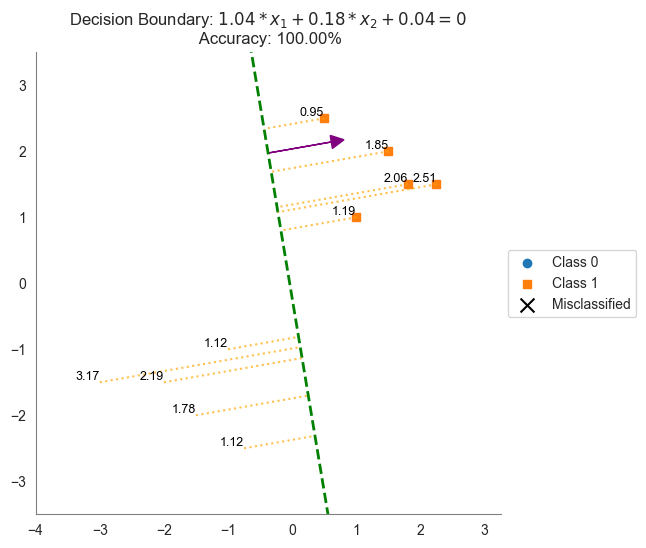 Decision Boundary: 1.04 * x₁ + 0.18 * x₂ + 0.04 = 0
Accuracy: 100.00%
3
0.95
2
1.85
2.06 2.51
1
1.19
0
Class 0
Class 1
Misclassified
−1
1.12
3.17 2.19
−2
1.78
1.12
−3
−4 −3 −2 −1 0 1 2 3